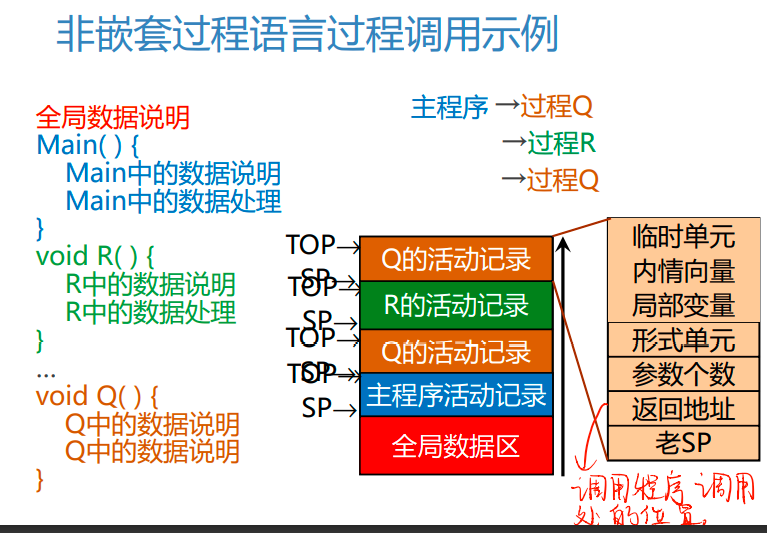 非嵌套过程语言过程调用示例
全局数据说明
Main( ) {
Main中的数据说明
Main中的数据处理
}
void R( ) {
R中的数据说明
R中的数据处理
}
...
void Q( ) {
Q中的数据说明
Q中的数据说明
}
主程序 →过程Q
→过程R
→过程Q
TOP→
SP→
TOP→
SP→
TOP→
SP→
TOP→
SP→
Q的活动记录
R的活动记录
Q的活动记录
主程序活动记录
全局数据区
临时单元
内情向量
局部变量
形式单元
参数个数
返回地址
老SP
调用程序调用
处的位置。